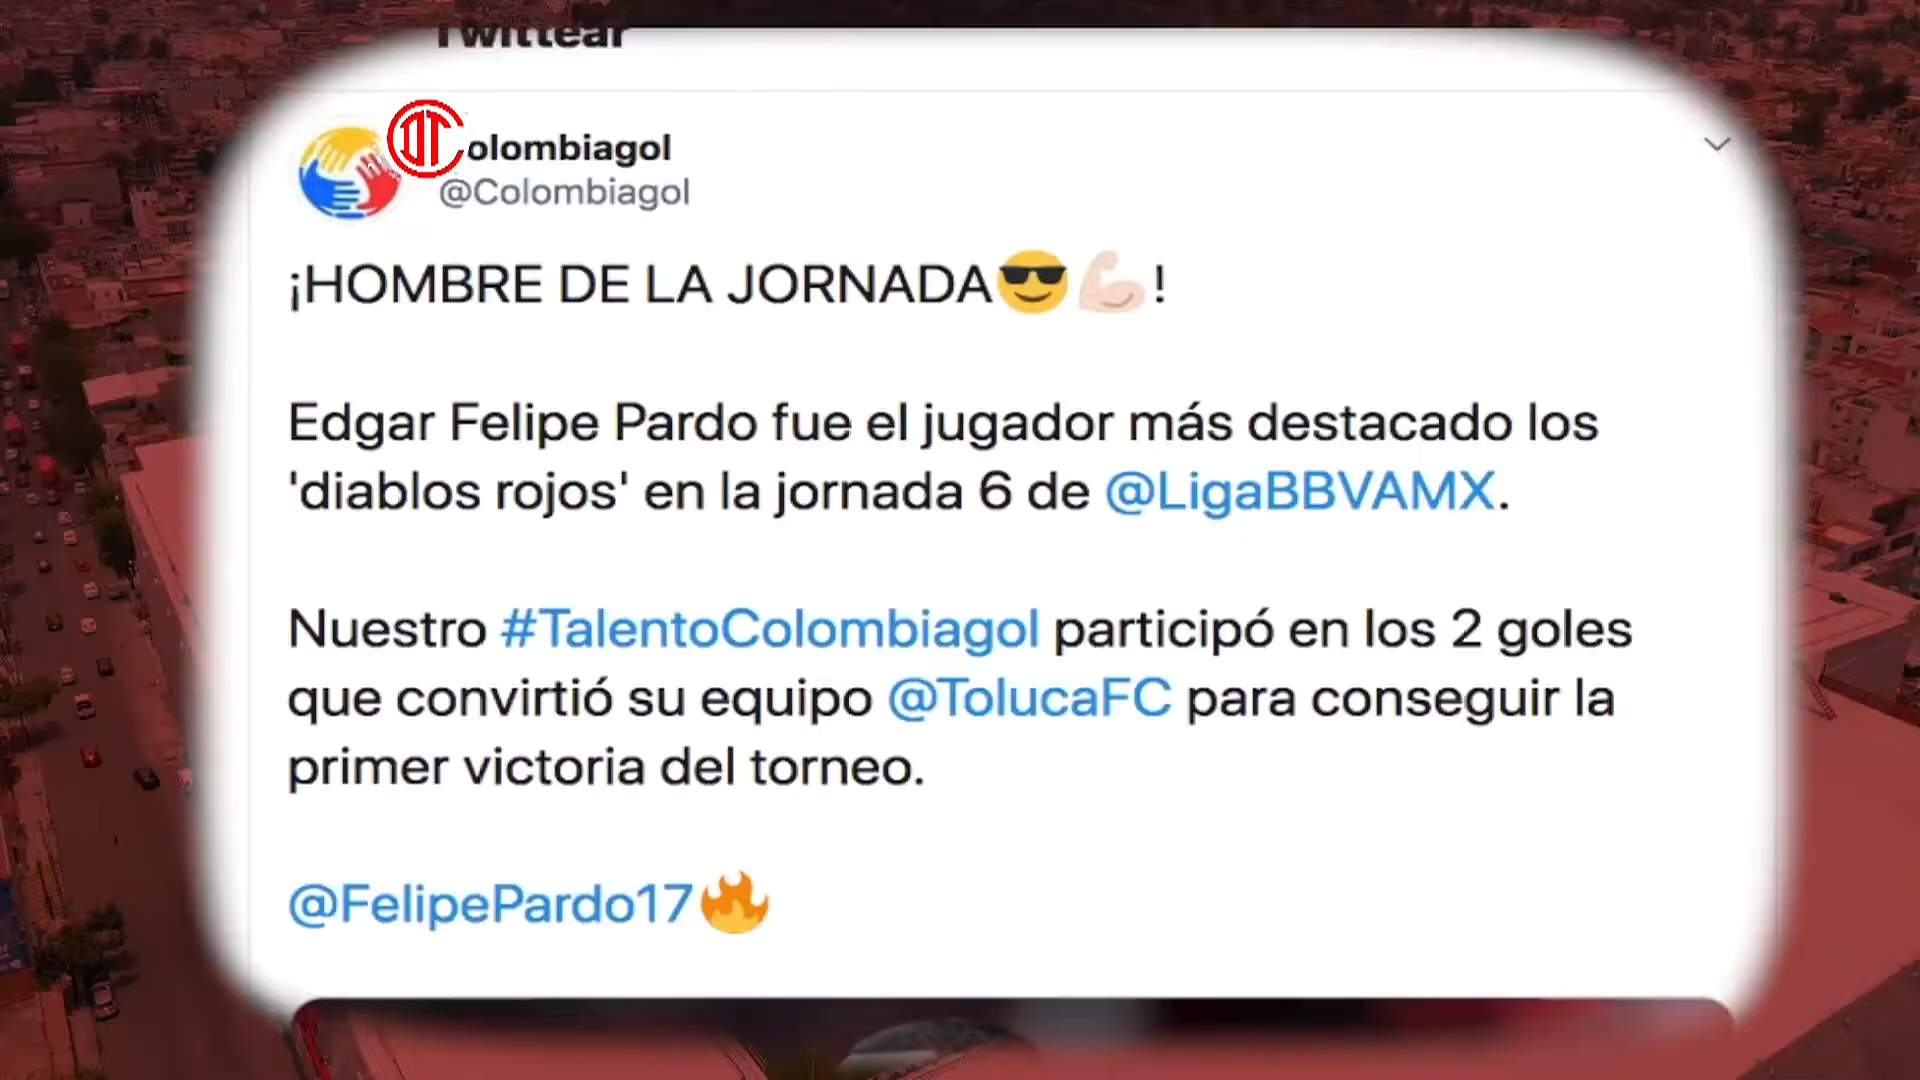 Twittear
olombiagol
@Colombiagol
¡HOMBRE DE LA JORNADA😎💪🏻!
Edgar Felipe Pardo fue el jugador más destacado los
'diablos rojos' en la jornada 6 de @LigaBBVAMX.
Nuestro #TalentoColombiagol participó en los 2 goles
que convirtió su equipo @TolucaFC para conseguir la
primer victoria del torneo.
@FelipePardo17🔥